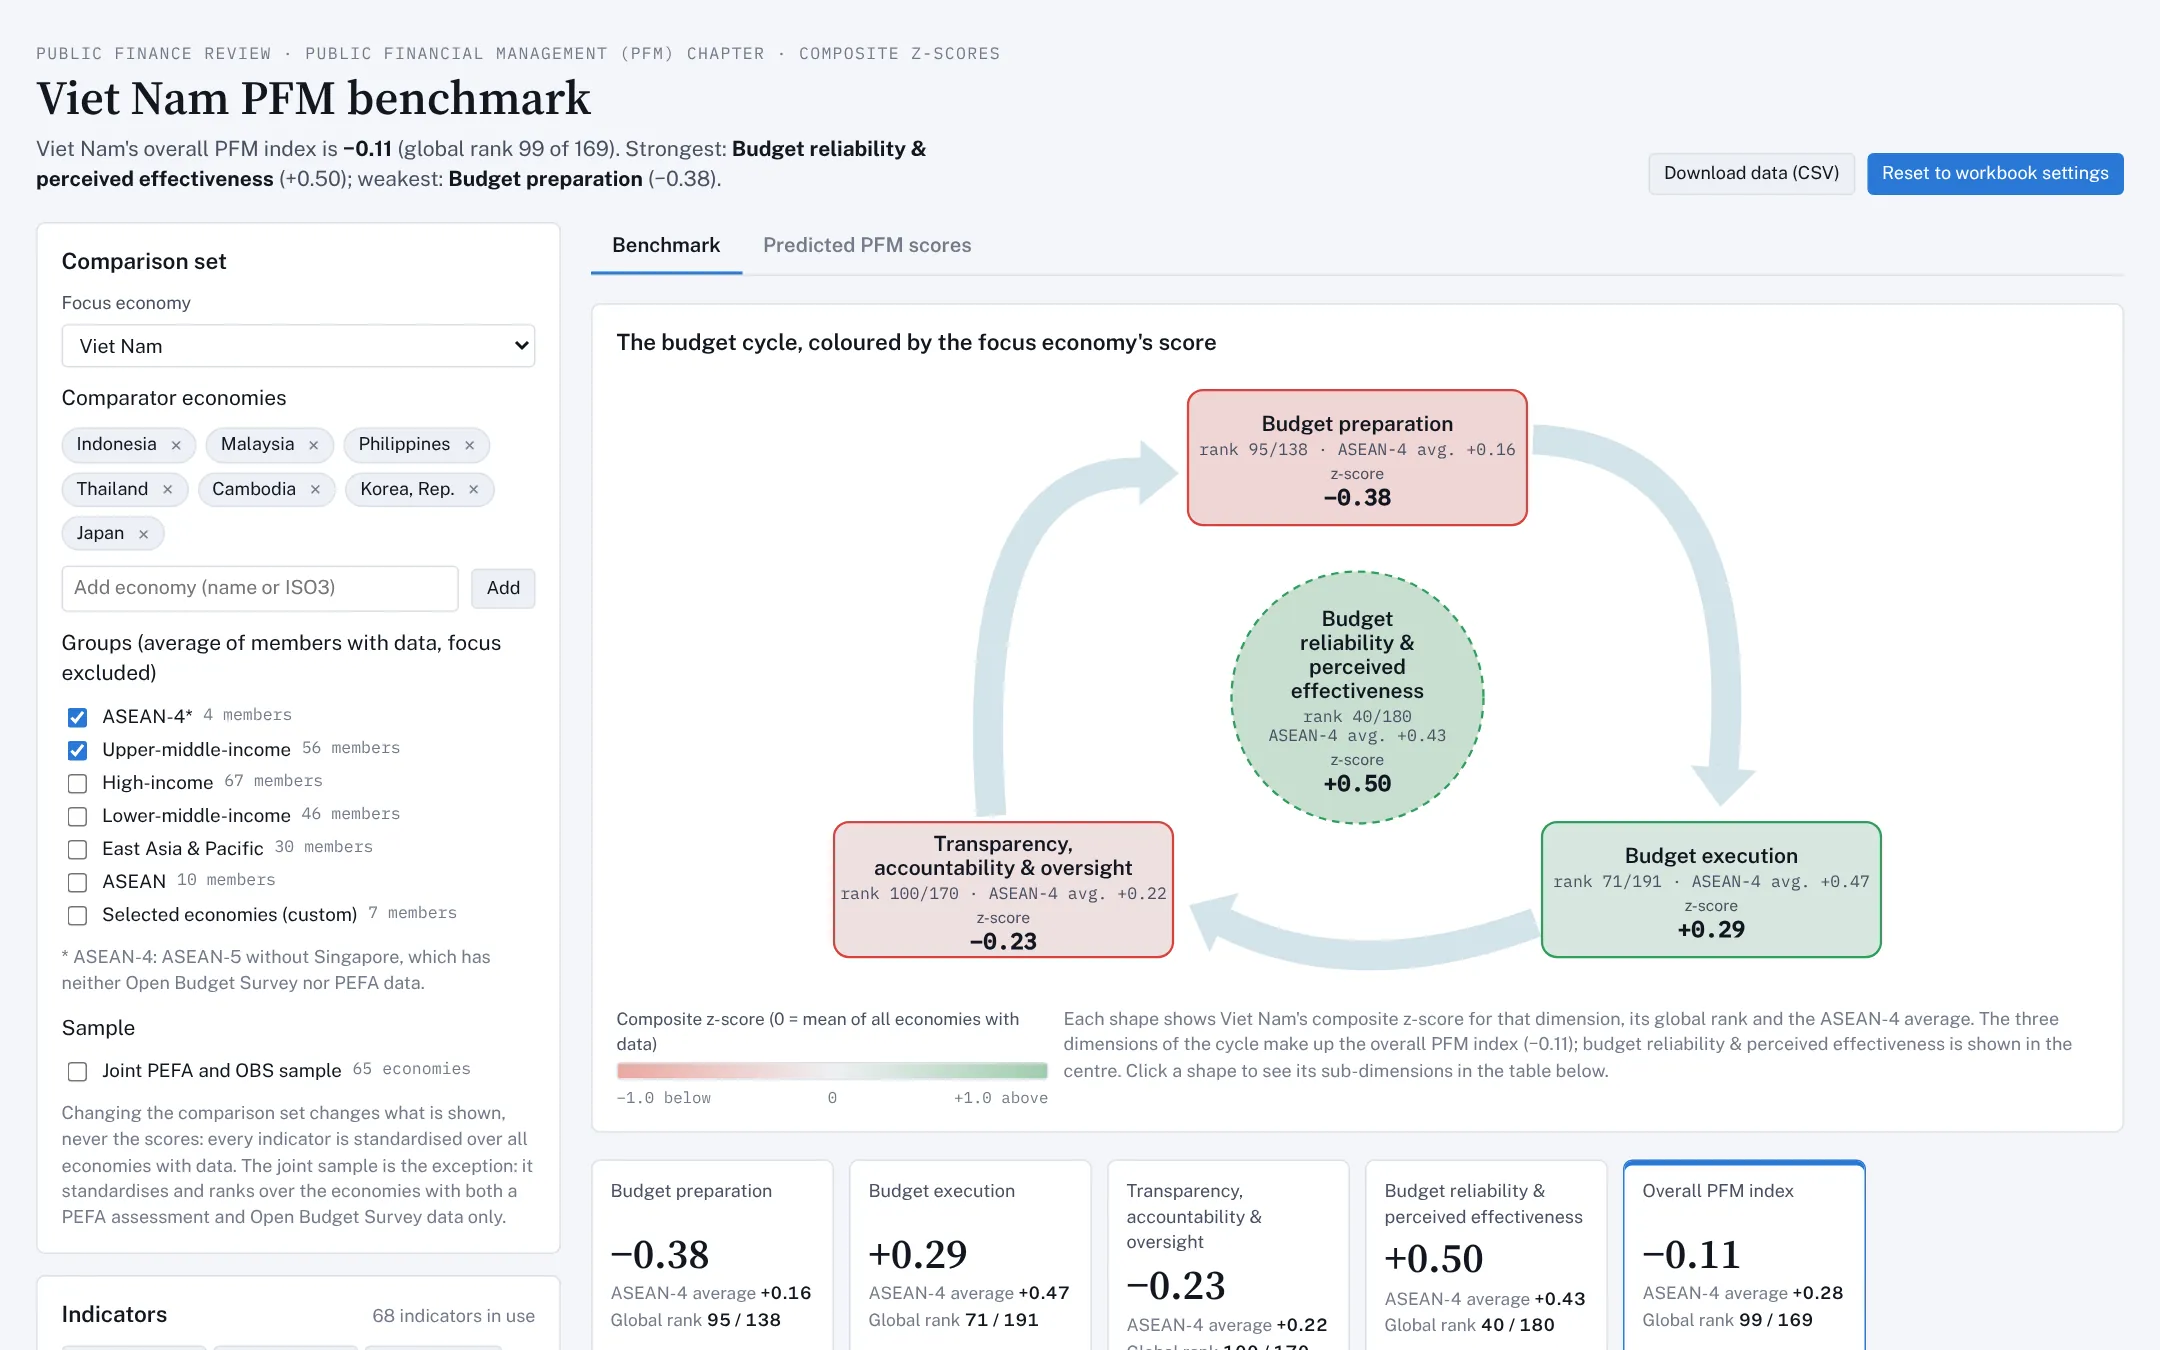 PUBLIC FINANCE REVIEW · PUBLIC FINANCIAL MANAGEMENT (PFM) CHAPTER · COMPOSITE Z-SCORES
Viet Nam PFM benchmark
Viet Nam's overall PFM index is −0.11 (global rank 99 of 169). Strongest: Budget reliability &
perceived effectiveness (+0.50); weakest: Budget preparation (−0.38).
Download data (CSV)
Reset to workbook settings
Comparison set
Focus economy
Viet Nam
Comparator economies
Indonesia ×
Malaysia ×
Philippines ×
Thailand ×
Cambodia ×
Korea, Rep. ×
Japan ×
Add economy (name or ISO3)
Add
Groups (average of members with data, focus
excluded)
ASEAN-4* 4 members
Upper-middle-income 56 members
High-income 67 members
Lower-middle-income 46 members
East Asia & Pacific 30 members
ASEAN 10 members
Selected economies (custom) 7 members
* ASEAN-4: ASEAN-5 without Singapore, which has
neither Open Budget Survey nor PEFA data.
Sample
Joint PEFA and OBS sample 65 economies
Changing the comparison set changes what is shown,
never the scores: every indicator is standardised over all
economies with data. The joint sample is the exception: it
standardises and ranks over the economies with both a
PEFA assessment and Open Budget Survey data only.
Indicators
68 indicators in use
Benchmark
Predicted PFM scores
The budget cycle, coloured by the focus economy's score
Budget preparation
rank 95/138 · ASEAN-4 avg. +0.16
z-score
−0.38
Budget
reliability &
perceived
effectiveness
rank 40/180
ASEAN-4 avg. +0.43
z-score
+0.50
Transparency,
accountability & oversight
rank 100/170 · ASEAN-4 avg. +0.22
z-score
−0.23
Budget execution
rank 71/191 · ASEAN-4 avg. +0.47
z-score
+0.29
Composite z-score (0 = mean of all economies with
data)
−1.0 below
0
+1.0 above
Each shape shows Viet Nam's composite z-score for that dimension, its global rank and the ASEAN-4 average. The three
dimensions of the cycle make up the overall PFM index (−0.11); budget reliability & perceived effectiveness is shown in the
centre. Click a shape to see its sub-dimensions in the table below.
Budget preparation
−0.38
ASEAN-4 average +0.16
Global rank 95 / 138
Budget execution
+0.29
ASEAN-4 average +0.47
Global rank 71 / 191
Transparency,
accountability &
oversight
−0.23
ASEAN-4 average +0.22
Global rank 100 / 170
Budget reliability &
perceived effectiveness
+0.50
ASEAN-4 average +0.43
Global rank 40 / 180
Overall PFM index
−0.11
ASEAN-4 average +0.28
Global rank 99 / 169